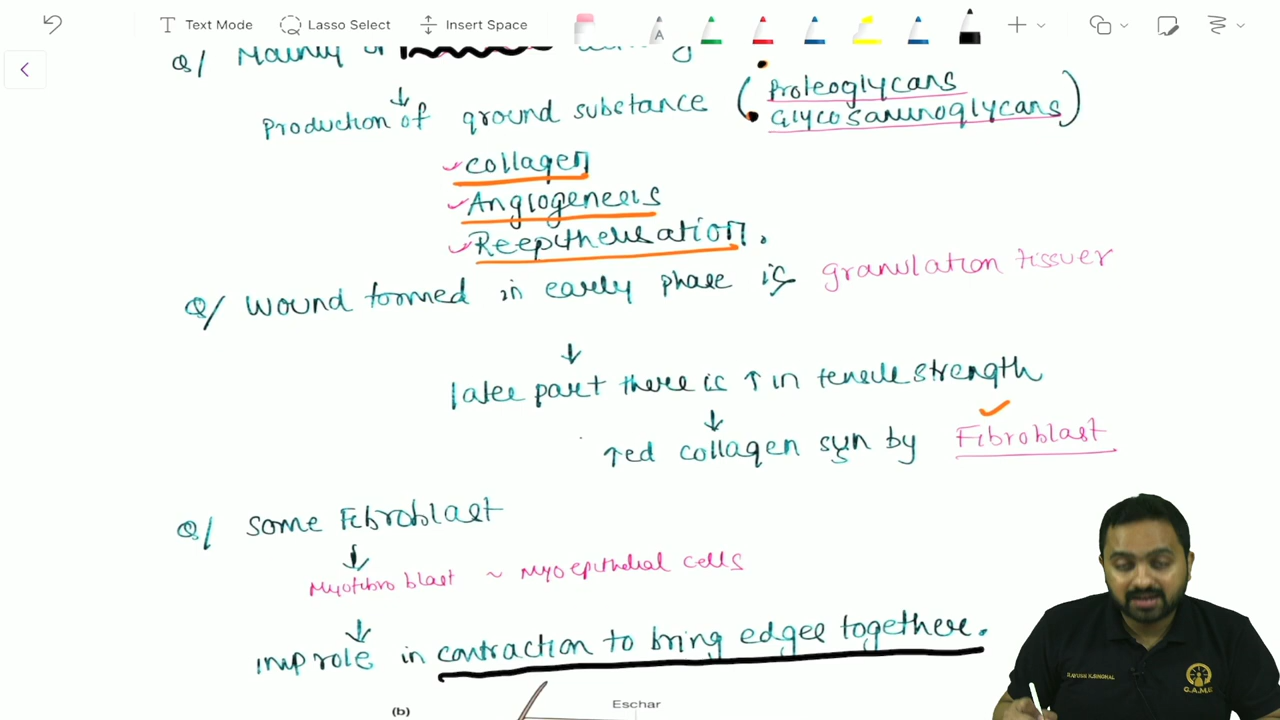 Text Mode Lasso Select Insert Space
Q/ Mainly
Production of ground substance (Proteoglycans
Glycosaminoglycans)
collagen
Angiogenesis
Reepithelisation.
Q/ Wound formed in early phase is granulation tissue
later part there is ↑ in tensile strength
↑ed collagen syn by Fibroblast
Q/ some Fibroblast
Myofibroblast ~ Myoepithelial cells
imp role in contraction to bring edges together.
(b) Eschar
G.A.M.E